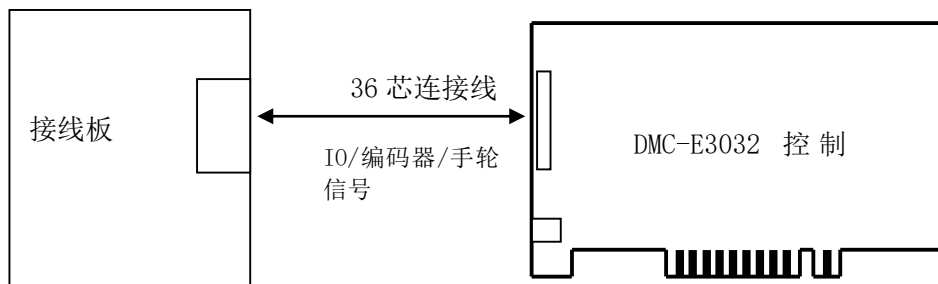 36 芯连接线
接线板
DMC-E3032 控 制
IO/编码器/手轮
信号